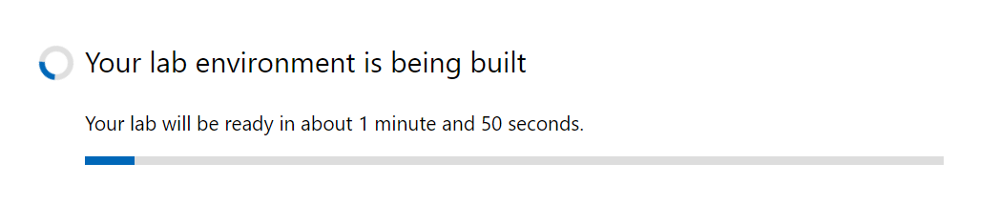 Your lab environment is being built
Your lab will be ready in about 1 minute and 50 seconds.